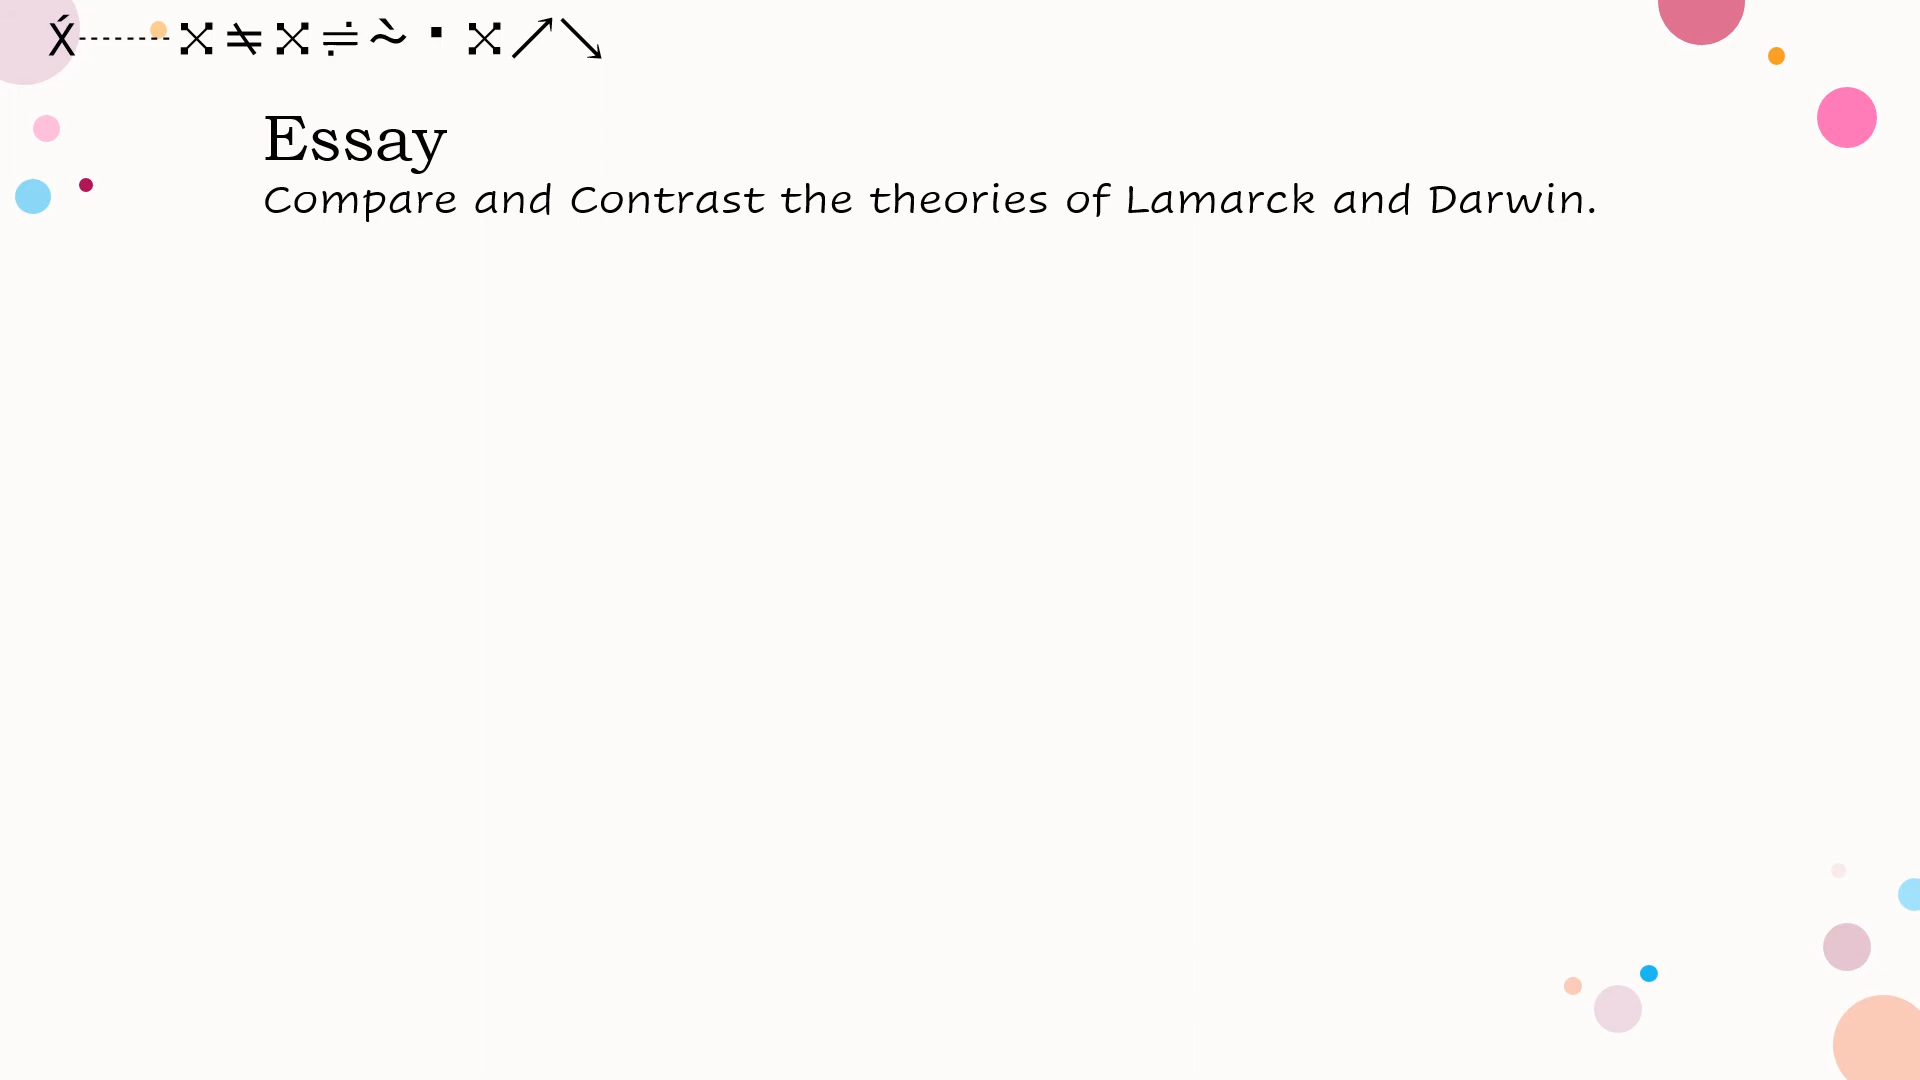 Essay
Compare and Contrast the theories of Lamarck and Darwin.